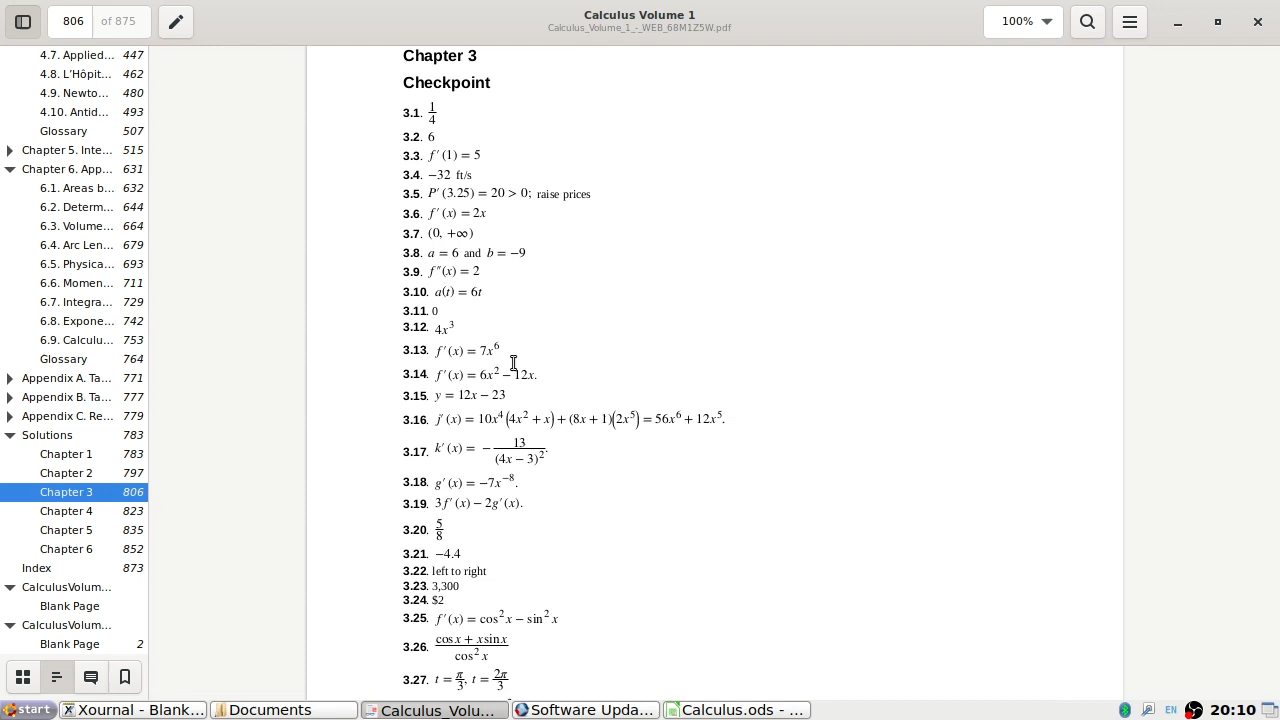 806 of 875
Calculus Volume 1
Calculus_Volume_1_-_WEB_68M1Z5W.pdf
100%
4.7. Applied... 447
4.8. L'Hôpit... 462
4.9. Newto... 480
4.10. Antid... 493
Glossary 507
Chapter 5. Inte... 515
Chapter 6. App... 631
6.1. Areas b... 632
6.2. Determ... 644
6.3. Volume... 664
6.4. Arc Len... 679
6.5. Physica... 693
6.6. Momen... 711
6.7. Integra... 729
6.8. Expone... 742
6.9. Calculu... 753
Glossary 764
Appendix A. Ta... 771
Appendix B. Ta... 777
Appendix C. Re... 779
Solutions 783
Chapter 1 783
Chapter 2 797
Chapter 3 806
Chapter 4 823
Chapter 5 835
Chapter 6 852
Index 873
CalculusVolum...
Blank Page
CalculusVolum...
Blank Page 2
Chapter 3
Checkpoint
3.1. 1/4
3.2. 6
3.3. f′(1) = 5
3.4. −32 ft/s
3.5. P′(3.25) = 20 > 0; raise prices
3.6. f′(x) = 2x
3.7. (0, +∞)
3.8. a = 6 and b = −9
3.9. f″(x) = 2
3.10. a(t) = 6t
3.11. 0
3.12. 4x³
3.13. f′(x) = 7x⁶
3.14. f′(x) = 6x² − 12x.
3.15. y = 12x − 23
3.16. j′(x) = 10x⁴(4x² + x) + (8x + 1)(2x⁵) = 56x⁶ + 12x⁵.
3.17. k′(x) = −13/(4x − 3)².
3.18. g′(x) = −7x⁻⁸.
3.19. 3f′(x) − 2g′(x).
3.20. 5/8
3.21. −4.4
3.22. left to right
3.23. 3,300
3.24. $2
3.25. f′(x) = cos² x − sin² x
3.26. (cos x + x sin x)/cos² x
3.27. t = π/3, t = 2π/3
start
Xournal - Blank...
Documents
Calculus_Volu...
Software Upda...
Calculus.ods - ...
EN
20:10